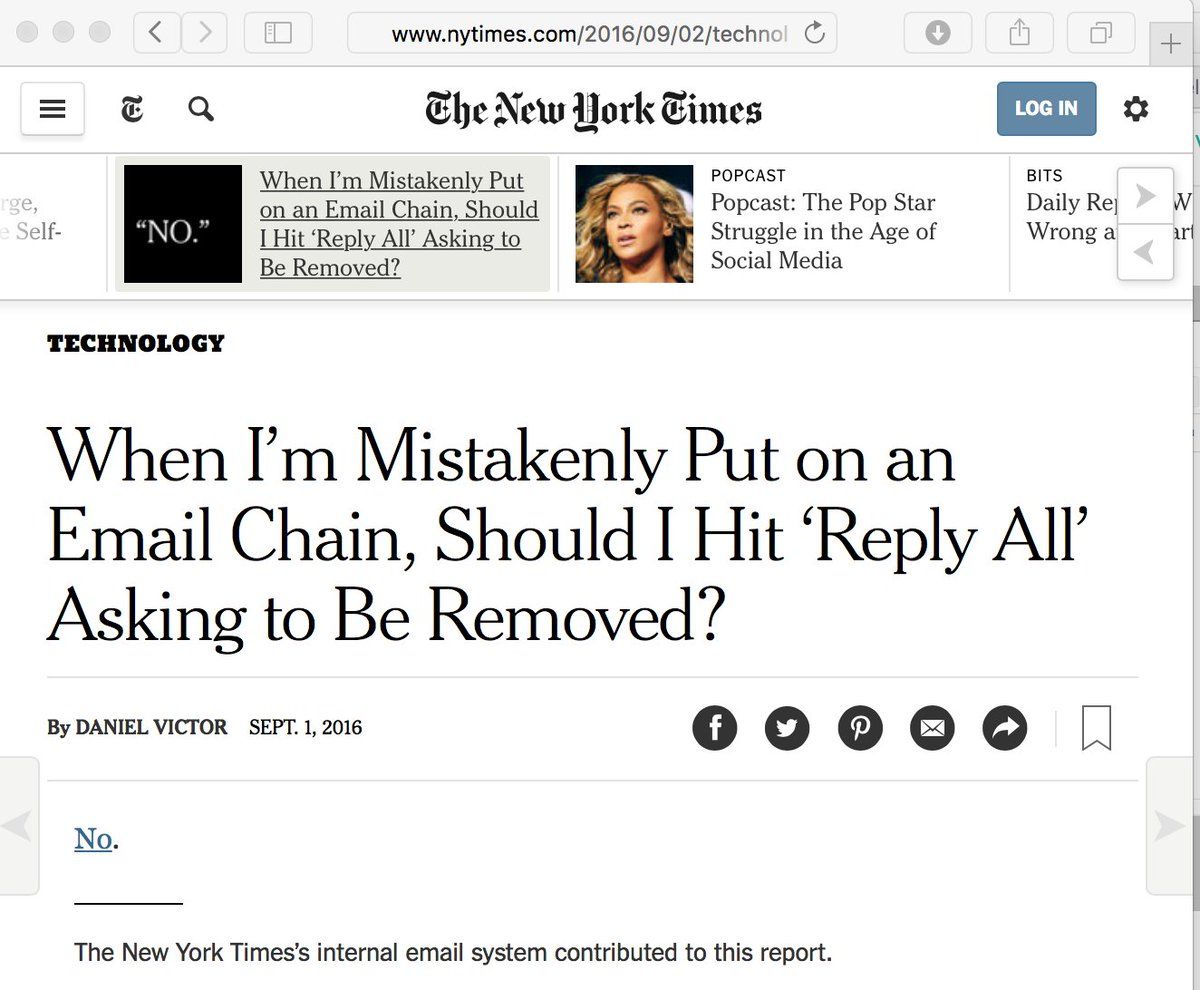 www.nytimes.com/2016/09/02/technol
The New York Times
LOG IN
rge,
e Self-
“NO.”
When I’m Mistakenly Put
on an Email Chain, Should
I Hit ‘Reply All’ Asking to
Be Removed?
POPCAST
Popcast: The Pop Star
Struggle in the Age of
Social Media
BITS
Daily Rep
Wrong a
TECHNOLOGY
When I’m Mistakenly Put on an
Email Chain, Should I Hit ‘Reply All’
Asking to Be Removed?
By DANIEL VICTOR SEPT. 1, 2016
No.
The New York Times’s internal email system contributed to this report.